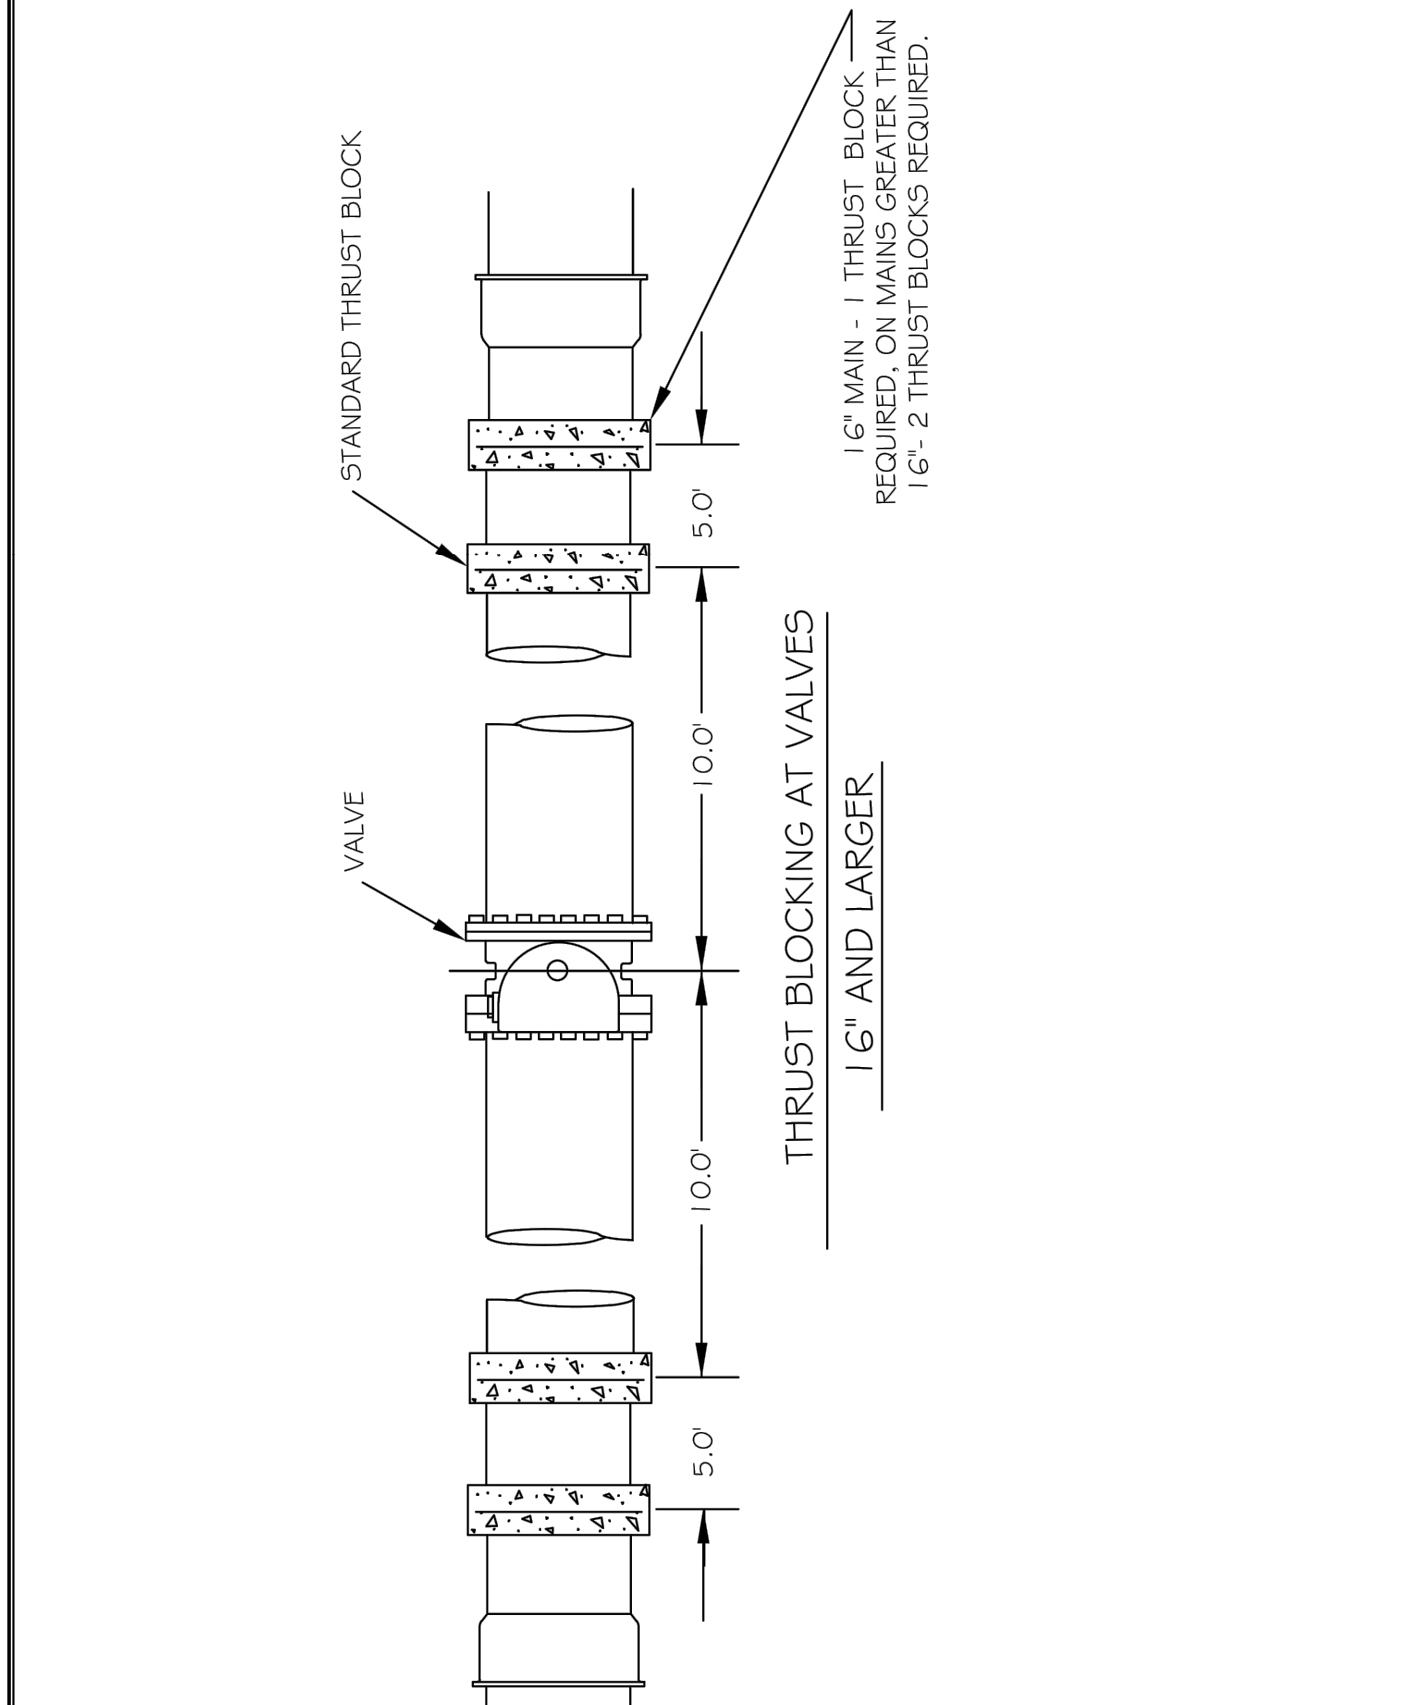 STANDARD THRUST BLOCK
VALVE
5.0'
10.0'
10.0'
5.0'
THRUST BLOCKING AT VALVES
16" AND LARGER
16" MAIN - 1 THRUST BLOCK
REQUIRED, ON MAINS GREATER THAN
16"- 2 THRUST BLOCKS REQUIRED.